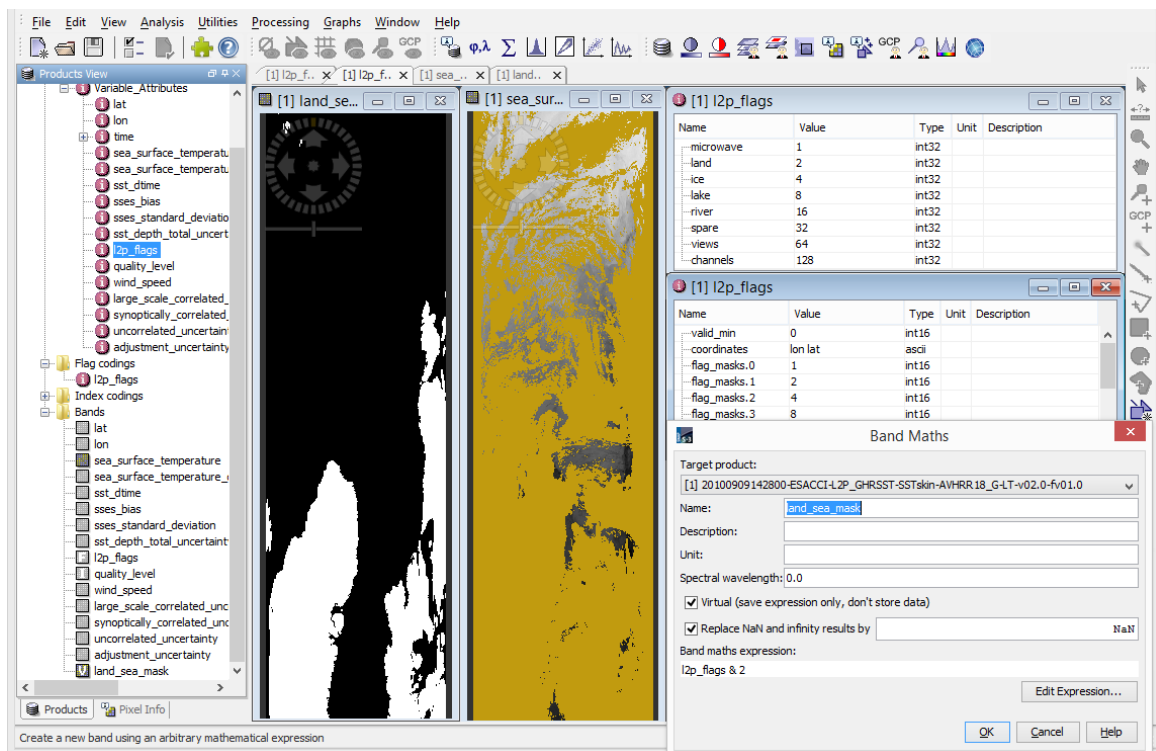 File Edit View Analysis Utilities Processing Graphs Window Help
GCP φ,λ Σ GCP
Products View
[1] l2p_f.. [1] l2p_f.. [1] sea_.. [1] land..
Variable_Attributes
lat
lon
time
sea_surface_temperatu
sea_surface_temperatu
sst_dtime
sses_bias
sses_standard_deviatio
sst_depth_total_uncert
l2p_flags
quality_level
wind_speed
large_scale_correlated_
synoptically_correlated_
uncorrelated_uncertain
adjustment_uncertainty
Flag codings
l2p_flags
Index codings
Bands
lat
lon
sea_surface_temperature
sea_surface_temperature_
sst_dtime
sses_bias
sses_standard_deviation
sst_depth_total_uncertaint
l2p_flags
quality_level
wind_speed
large_scale_correlated_unc
synoptically_correlated_unc
uncorrelated_uncertainty
adjustment_uncertainty
land_sea_mask
Products Pixel Info
Create a new band using an arbitrary mathematical expression
[1] land_se...
[1] sea_sur...
[1] l2p_flags
Name Value Type Unit Description
microwave 1 int32
land 2 int32
ice 4 int32
lake 8 int32
river 16 int32
spare 32 int32
views 64 int32
channels 128 int32
[1] l2p_flags
Name Value Type Unit Description
valid_min 0 int16
coordinates lon lat ascii
flag_masks.0 1 int16
flag_masks.1 2 int16
flag_masks.2 4 int16
flag_masks.3 8 int16
Band Maths
Target product:
[1] 20100909142800-ESACCI-L2P_GHRSST-SSTskin-AVHRR18_G-LT-v02.0-fv01.0
Name: land_sea_mask
Description:
Unit:
Spectral wavelength: 0.0
Virtual (save expression only, don't store data)
Replace NaN and infinity results by NaN
Band maths expression:
l2p_flags & 2
Edit Expression...
OK Cancel Help
GCP